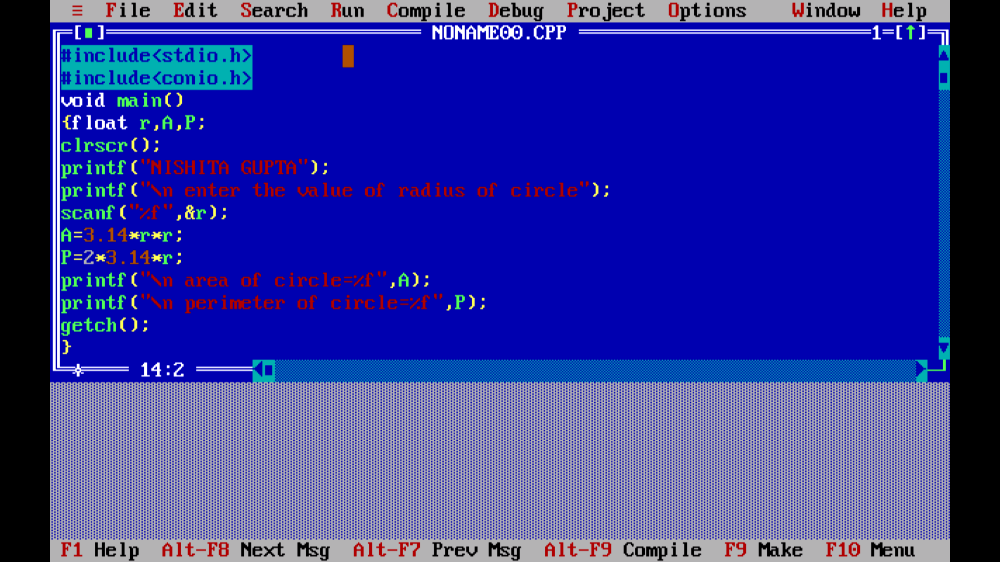 ≡ File Edit Search Run Compile Debug Project Options Window Help
[■] NONAME00.CPP 1=[↑]
#include<stdio.h>
#include<conio.h>
void main()
{float r,A,P;
clrscr();
printf("NISHITA GUPTA");
printf("\n enter the value of radius of circle");
scanf("%f",&r);
A=3.14*r*r;
P=2*3.14*r;
printf("\n area of circle=%f",A);
printf("\n perimeter of circle=%f",P);
getch();
}
14:2
F1 Help Alt-F8 Next Msg Alt-F7 Prev Msg Alt-F9 Compile F9 Make F10 Menu